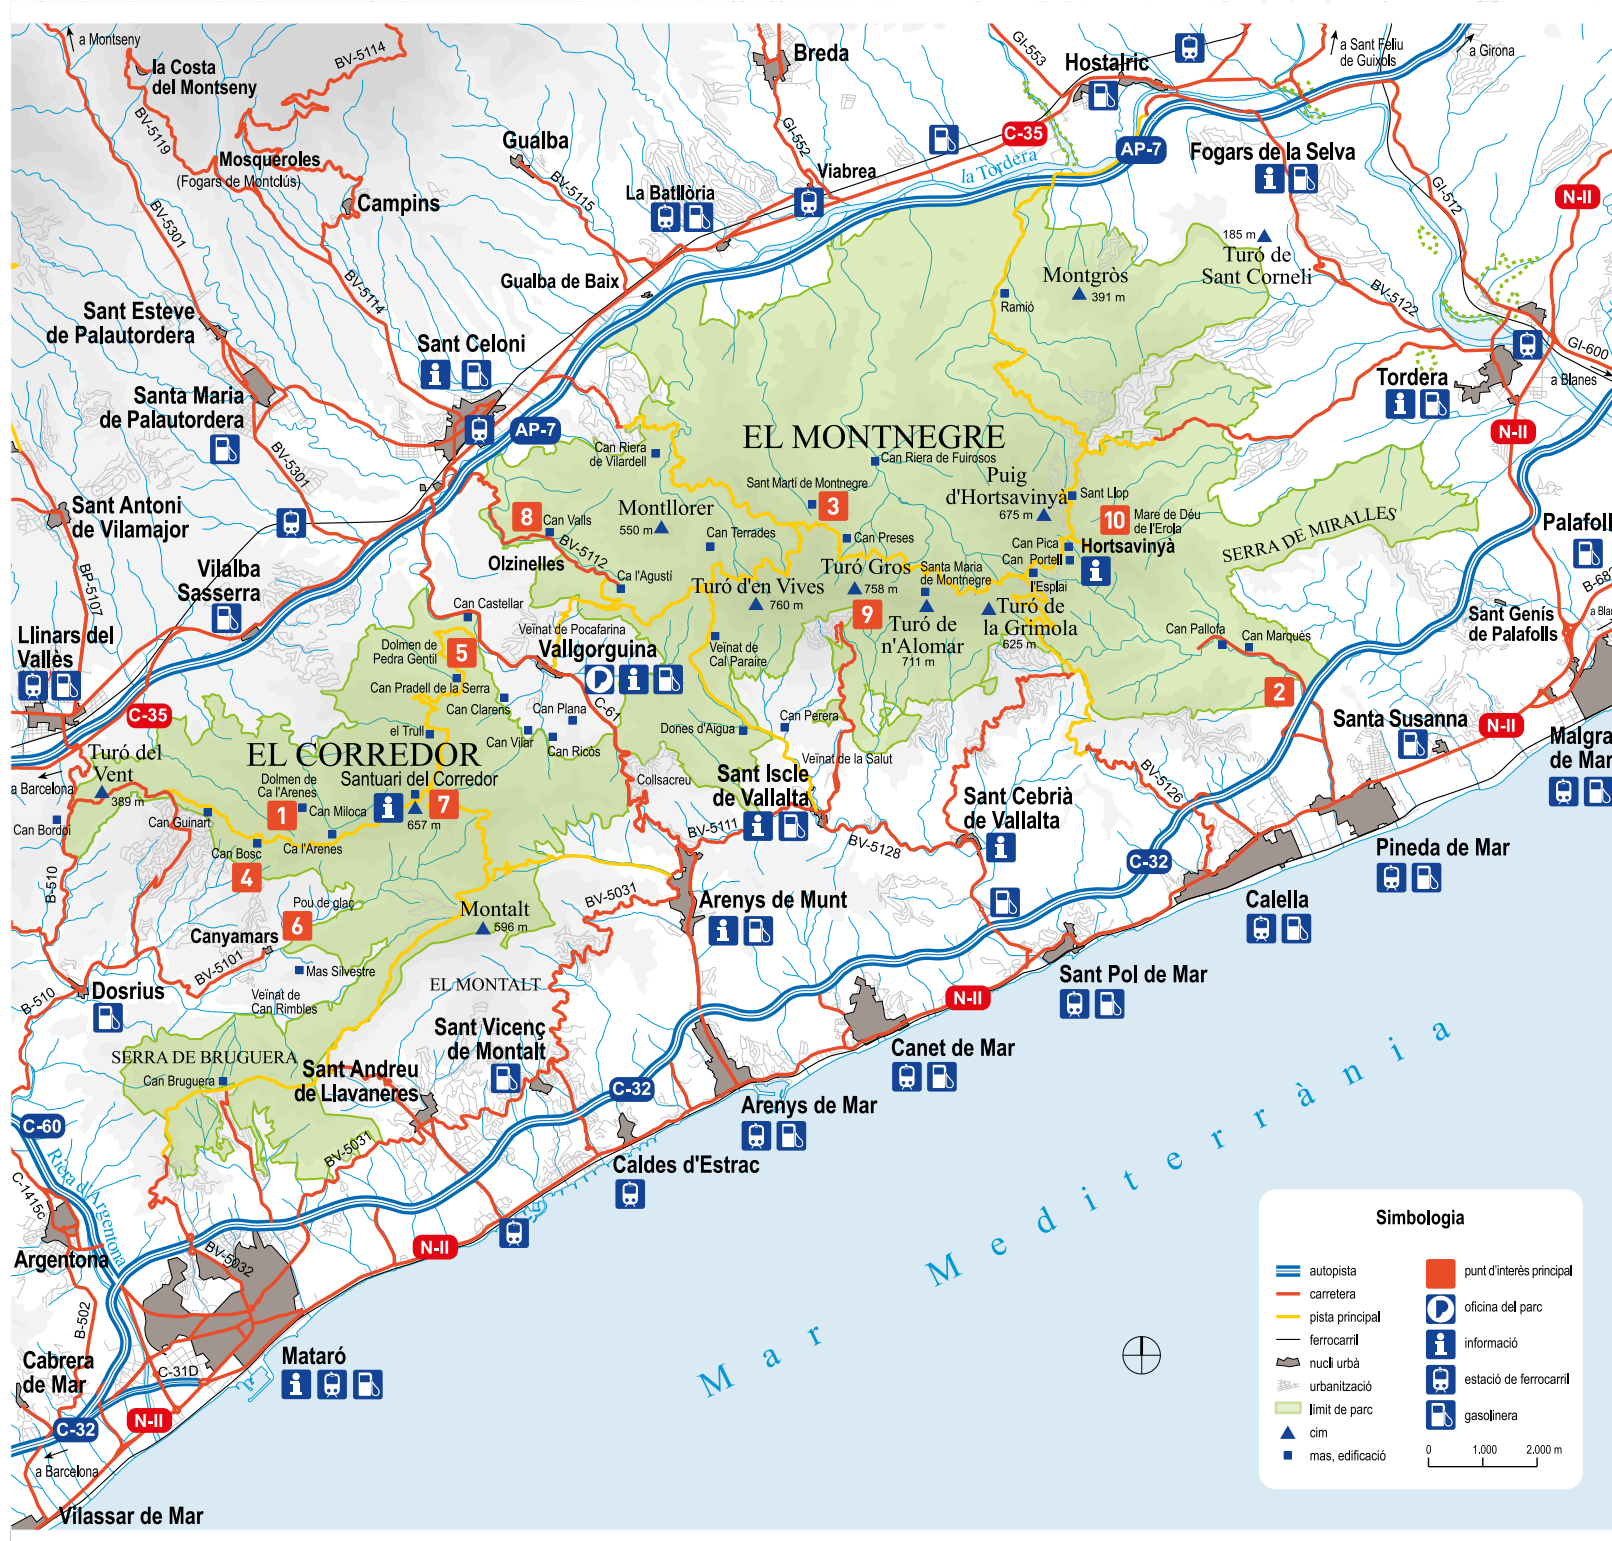 a Montseny
la Costa
del Montseny
BV-5114
BV-5119
Mosqueroles
(Fogars de Montclús)
Campins
BV-5301
BV-5114
Gualba
BV-5115
Breda
GI-552
Viabrea
La Batllòria
Gualba de Baix
GI-553
Hostalric
C-35
AP-7
la Tordera
a Sant Feliu
de Guíxols
a Girona
Fogars de la Selva
GI-512
N-II
185 m
Turó de
Sant Corneli
BV-5122
GI-600
a Blanes
Tordera
N-II
Montgròs
391 m
Ramió
Sant Esteve
de Palautordera
Santa Maria
de Palautordera
BV-5301
Sant Celoni
AP-7
Sant Antoni
de Vilamajor
BP-5107
Vilalba
Sasserra
Llinars del
Vallès
C-35
EL MONTNEGRE
Can Riera
de Vilardell
Can Riera de Fuirosos
Sant Martí de Montnegre
3
Puig
d'Hortsavinyà
675 m
Sant Llop
10
Mare de Déu
de l'Erola
SERRA DE MIRALLES
Palafoll
B-682
a Bla
Montllorer
550 m
Can Terrades
Can Preses
8
Can Valls
BV-5112
Olzinelles
Ca l'Agustí
Can Pica
Can Portell
l'Esplai
Hortsavinyà
Turó Gros
758 m
Turó d'en Vives
760 m
Santa Maria
de Montnegre
9
Turó de
n'Alomar
711 m
Turó de
la Grimola
625 m
Can Pallofa
Can Marquès
2
Sant Genís
de Palafolls
Santa Susanna
N-II
Malgra
de Mar
Can Castellar
Dolmen de
Pedra Gentil
5
Can Pradell de la Serra
Can Clarens
Veïnat de Pocafarina
Vallgorguina
P
C-61
Can Plana
Can Vilar
Can Ricós
el Trull
Veïnat de
Cal Paraire
Dones d'Aigua
Can Perera
Veïnat de la Salut
Collsacreu
Sant Iscle
de Vallalta
BV-5111
BV-5128
Sant Cebrià
de Vallalta
BV-5126
C-32
EL CORREDOR
Turó del
Vent
389 m
a Barcelona
Can Bordoi
Dolmen de
Ca l'Arenes
1
Can Miloca
Santuari del Corredor
7
657 m
Can Guinart
Can Bosc
Ca l'Arenes
4
B-510
Pou de glaç
6
Canyamars
BV-5101
Mas Silvestre
Veïnat de
Can Rimbles
B-510
Dosrius
Montalt
596 m
EL MONTALT
BV-5031
Arenys de Munt
Pineda de Mar
Calella
Sant Pol de Mar
N-II
Canet de Mar
Arenys de Mar
C-32
Caldes d'Estrac
Sant Vicenç
de Montalt
SERRA DE BRUGUERA
Can Bruguera
Sant Andreu
de Llavaneres
BV-5031
C-60
Riera d'Argentona
C-1415c
Argentona
BV-5032
B-502
Cabrera
de Mar
C-31D
C-32
N-II
N-II
Mataró
a Barcelona
Vilassar de Mar
Mar Mediterrània
Simbologia
autopista
carretera
pista principal
ferrocarril
nucli urbà
urbanització
límit de parc
cim
mas, edificació
punt d'interès principal
oficina del parc
informació
estació de ferrocarril
gasolinera
0 1.000 2.000 m